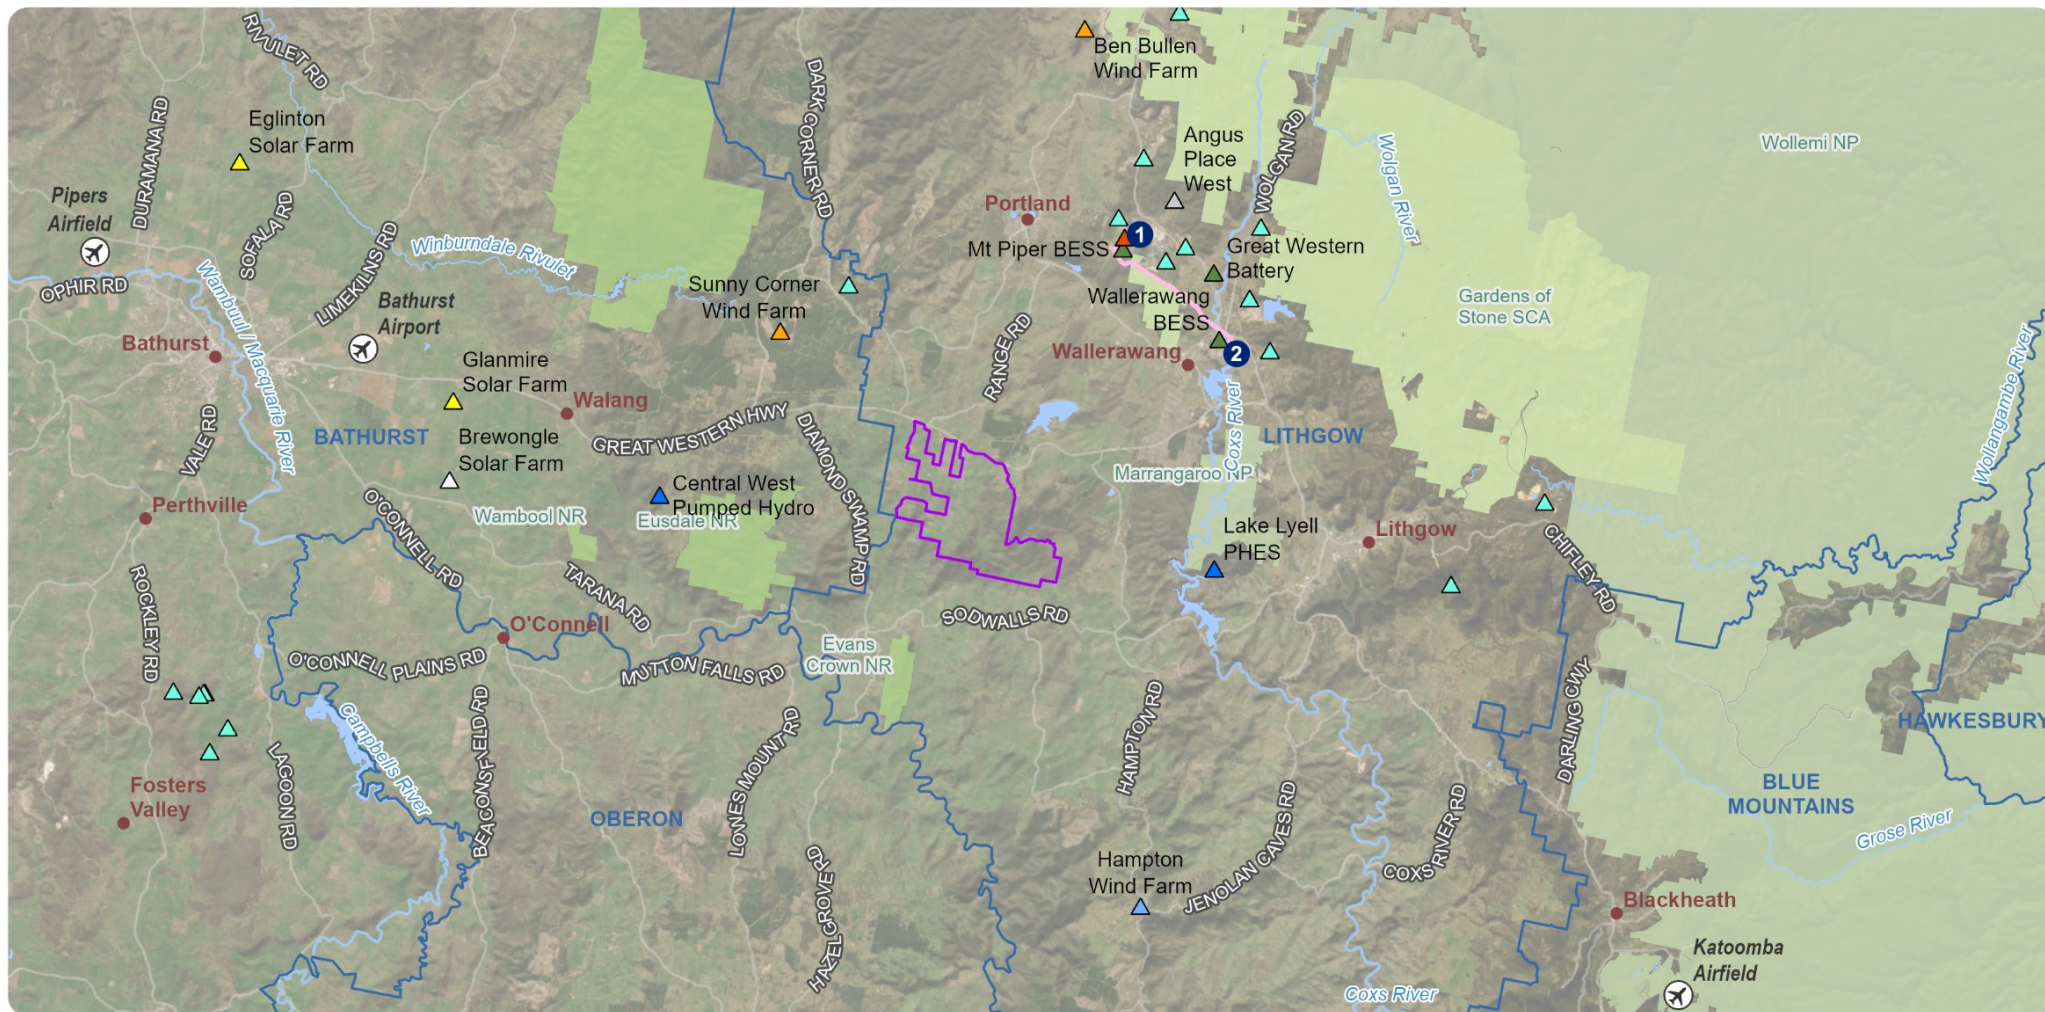 RIVULET RD
DARK CORNER RD
Ben Bullen
Wind Farm
Eglinton
Solar Farm
DURAMANA RD
Angus
Place
West
WOLGAN RD
Wolgan River
Wollemi NP
Pipers
Airfield
SOFALA RD
LIMEKILNS RD
Winburndale Rivulet
Portland
1
Mt Piper BESS
Great Western
Battery
OPHIR RD
Wambuul / Macquarie River
Bathurst
Airport
Sunny Corner
Wind Farm
Wallerawang
BESS
Gardens of
Stone SCA
Bathurst
Glanmire
Solar Farm
RANGE RD
Wallerawang
2
Wollangambe River
Walang
Coxs River
VALE RD
BATHURST
Brewongle
Solar Farm
GREAT WESTERN HWY
DIAMOND SWAMP RD
LITHGOW
Marrangaroo NP
Perthville
O'CONNELL RD
Wambool NR
Central West
Pumped Hydro
Eusdale NR
Lake Lyell
PHES
Lithgow
CHIFLEY RD
ROCKLEY RD
TARANA RD
O'Connell
SODWALLS RD
O'CONNELL PLAINS RD
MUTTON FALLS RD
Evans
Crown NR
BEACONSFIELD RD
Campbells River
LAGOON RD
LOWNES MOUNT RD
HAMPTON RD
DARLING CWY
HAWKESBURY
Fosters
Valley
OBERON
JENOLAN CAVES RD
COXS RIVER RD
BLUE
MOUNTAINS
Grose River
HAZEL GROVE RD
Hampton
Wind Farm
Blackheath
Katoomba
Airfield
Coxs River